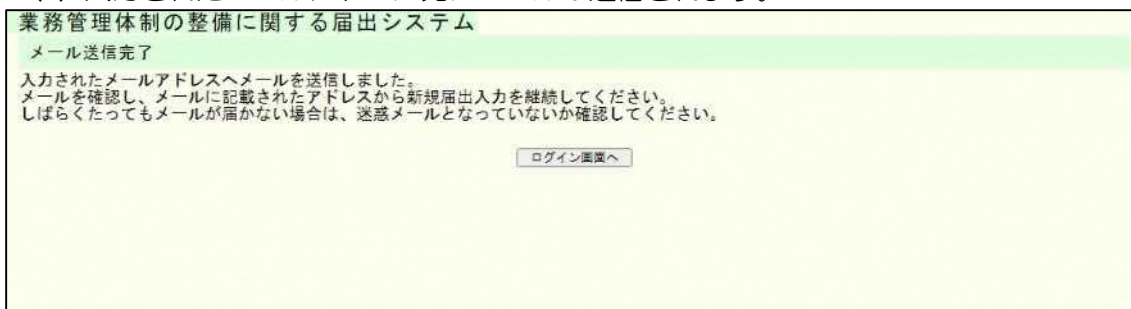 業務管理体制の整備に関する届出システム
メール送信完了
入力されたメールアドレスへメールを送信しました。
メールを確認し、メールに記載されたアドレスから新規届出入力を継続してください。
しばらくたってもメールが届かない場合は、迷惑メールとなっていないか確認してください。
ログイン画面へ